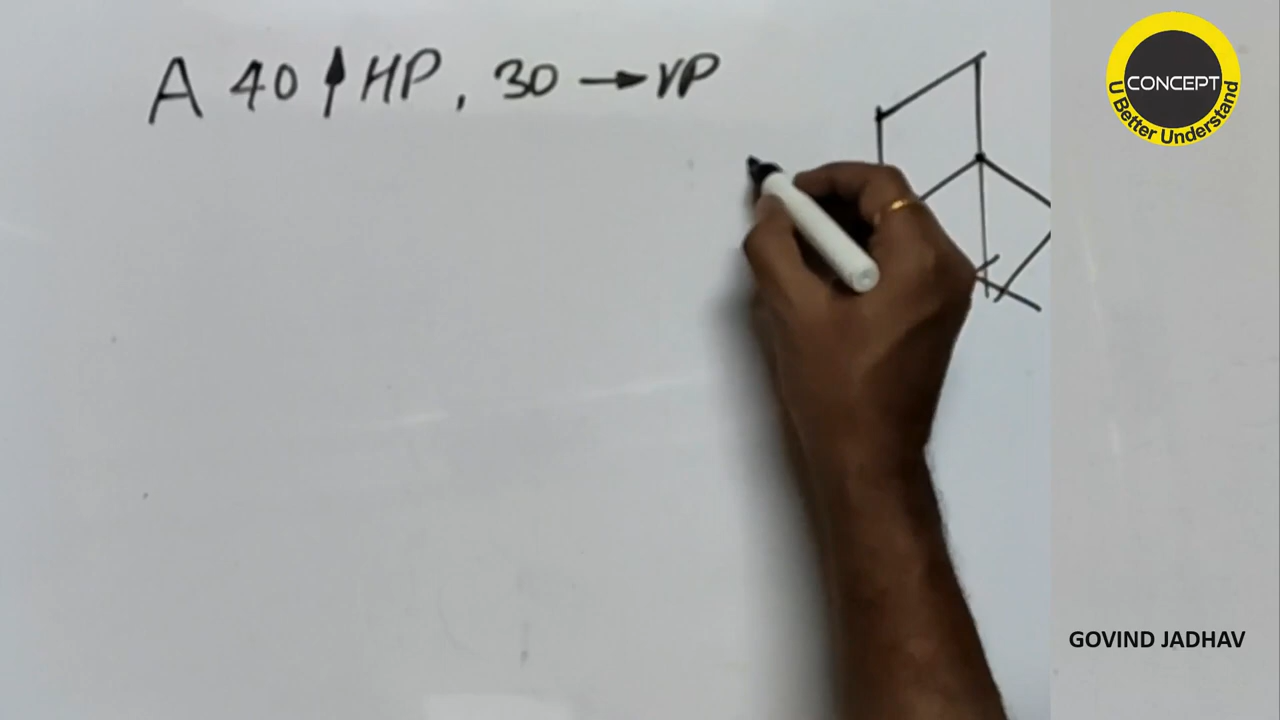 A 40 ↑ HP, 30 → VP
CONCEPT
U Better Understand
GOVIND JADHAV